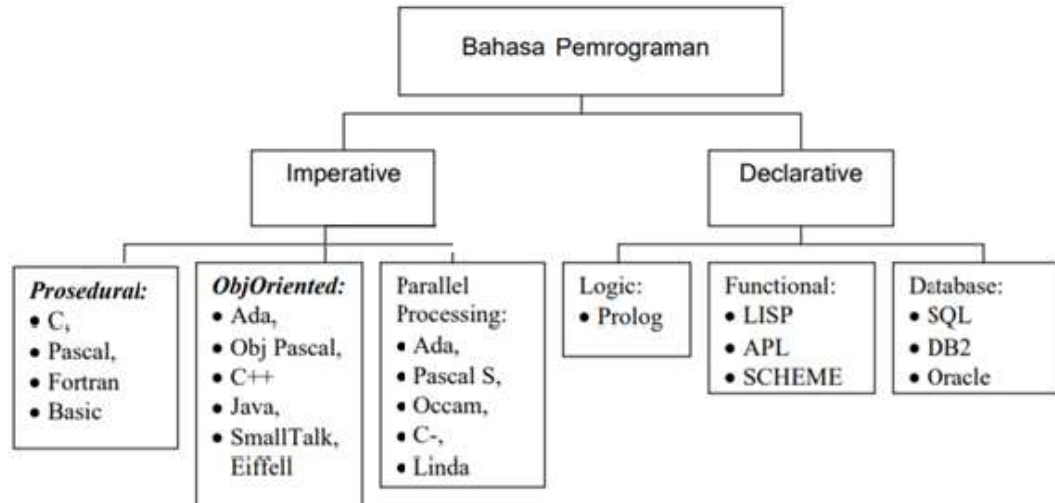 Bahasa Pemrograman
Imperative
Declarative
Prosedural:
• C,
• Pascal,
• Fortran
• Basic
ObjOriented:
• Ada,
• Obj Pascal,
• C++
• Java,
• SmallTalk,
Eiffell
Parallel
Processing:
• Ada,
• Pascal S,
• Occam,
• C-,
• Linda
Logic:
• Prolog
Functional:
• LISP
• APL
• SCHEME
Database:
• SQL
• DB2
• Oracle